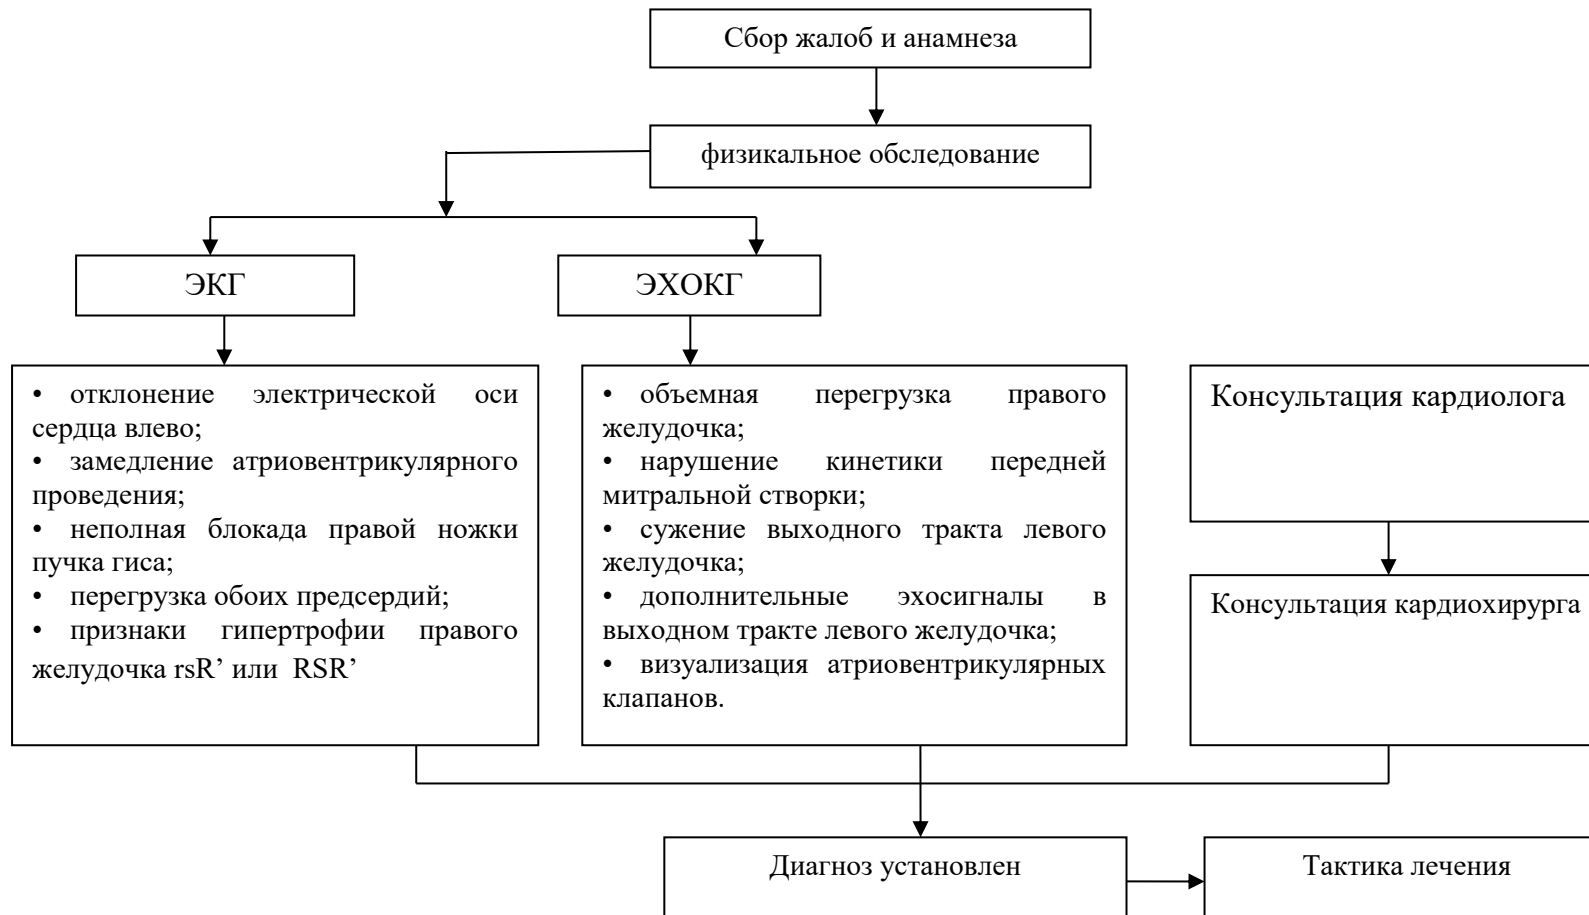 Сбор жалоб и анамнеза
физикальное обследование
ЭКГ
ЭХОКГ
• отклонение электрической оси
сердца влево;
• замедление атриовентрикулярного
проведения;
• неполная блокада правой ножки
пучка гиса;
• перегрузка обоих предсердий;
• признаки гипертрофии правого
желудочка rsR’ или RSR’
• объемная перегрузка правого
желудочка;
• нарушение кинетики передней
митральной створки;
• сужение выходного тракта левого
желудочка;
• дополнительные эхосигналы в
выходном тракте левого желудочка;
• визуализация атриовентрикулярных
клапанов.
Консультация кардиолога
Консультация кардиохирурга
Диагноз установлен
Тактика лечения